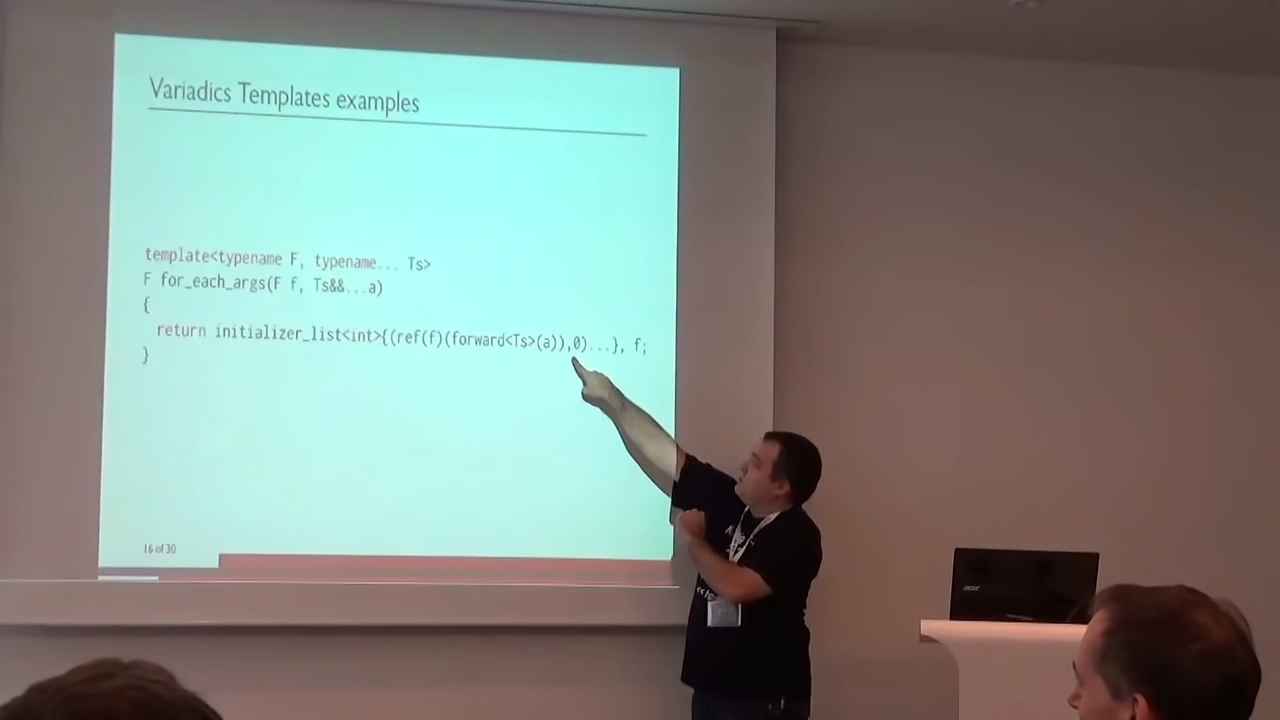 Variadics Templates examples
template<typename F, typename... Ts>
F for_each_args(F f, Ts&&...a)
{
return initializer_list<int>{(ref(f)(forward<Ts>(a)),0)...}, f;
}
16 of 30
acer